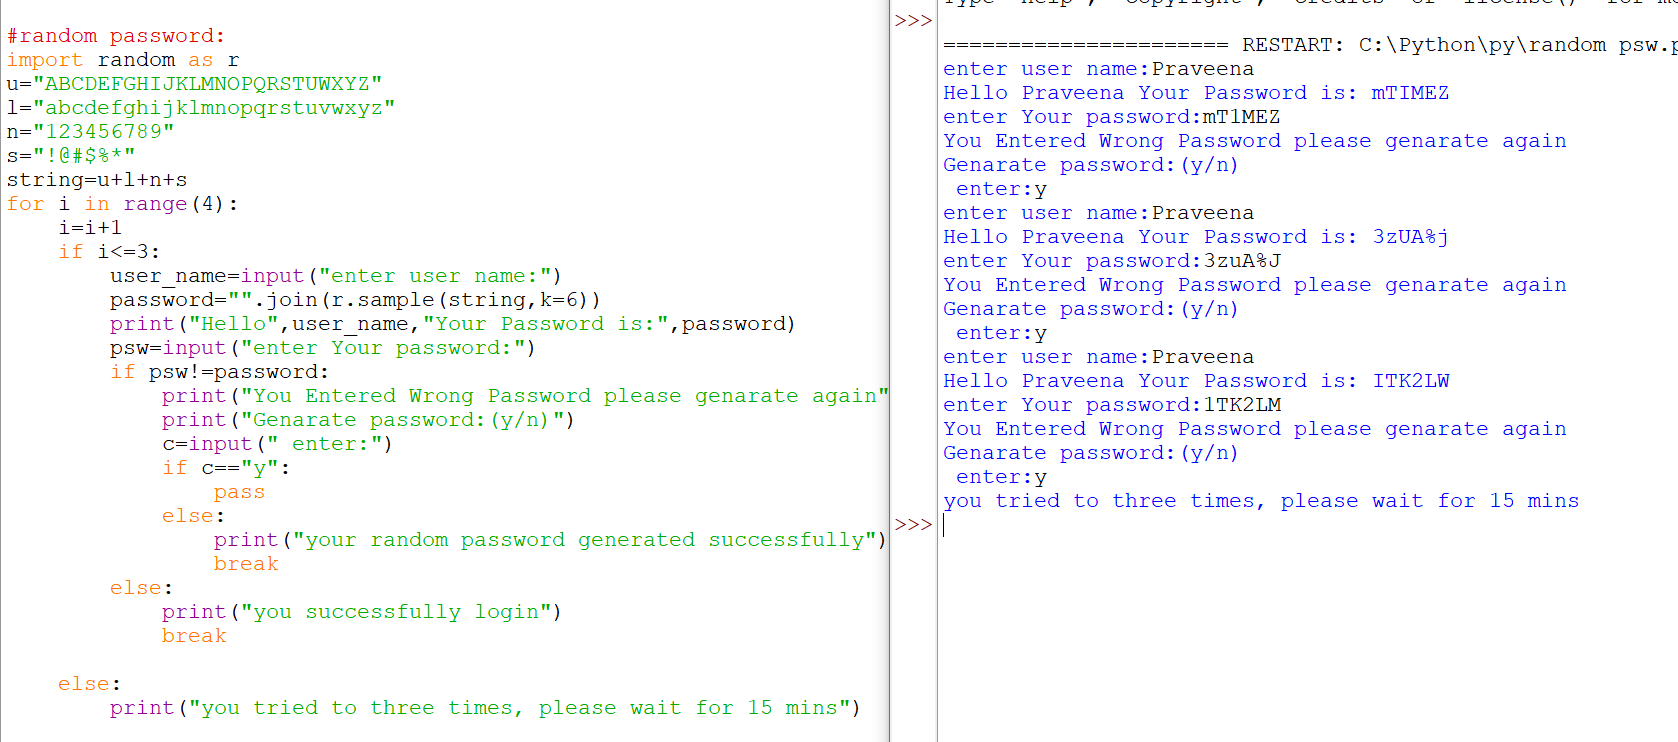 #random password:
import random as r
u="ABCDEFGHIJKLMNOPQRSTUWXYZ"
l="abcdefghijklmnopqrstuvwxyz"
n="123456789"
s="!@#$%*"
string=u+l+n+s
for i in range(4):
    i=i+1
    if i<=3:
        user_name=input("enter user name:")
        password="".join(r.sample(string,k=6))
        print("Hello",user_name,"Your Password is:",password)
        psw=input("enter Your password:")
        if psw!=password:
            print("You Entered Wrong Password please genarate again"
            print("Genarate password:(y/n)")
            c=input(" enter:")
            if c=="y":
                pass
            else:
                print("your random password generated successfully")
                break
        else:
            print("you successfully login")
            break
    else:
        print("you tried to three times, please wait for 15 mins")
Type "help", "copyright", "credits" or "license()" for
>>>
====================== RESTART: C:\Python\py\random psw.p
enter user name:Praveena
Hello Praveena Your Password is: mTIMEZ
enter Your password:mT1MEZ
You Entered Wrong Password please genarate again
Genarate password:(y/n)
 enter:y
enter user name:Praveena
Hello Praveena Your Password is: 3zUA%j
enter Your password:3zuA%J
You Entered Wrong Password please genarate again
Genarate password:(y/n)
 enter:y
enter user name:Praveena
Hello Praveena Your Password is: ITK2LW
enter Your password:1TK2LM
You Entered Wrong Password please genarate again
Genarate password:(y/n)
 enter:y
you tried to three times, please wait for 15 mins
>>>